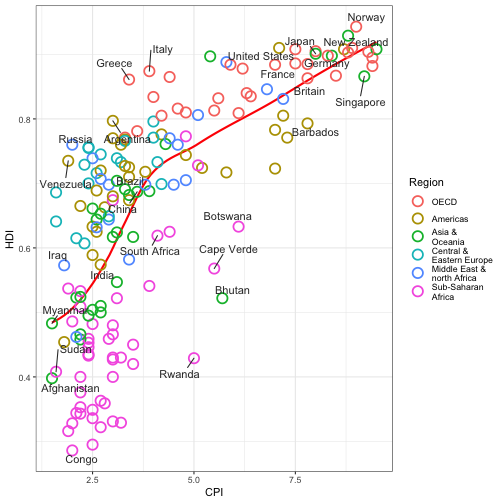 Norway
Japan
New Zealand
Italy
Greece
United States
Germany
France
Britain
Singapore
Russia
Argentina
Barbados
Venezuela
Brazil
China
Botswana
South Africa
Cape Verde
Iraq
India
Bhutan
Myanmar
Sudan
Rwanda
Afghanistan
Congo
HDI
0.8
0.6
0.4
2.5
5.0
7.5
CPI
Region
OECD
Americas
Asia &
Oceania
Central &
Eastern Europe
Middle East &
north Africa
Sub-Saharan
Africa